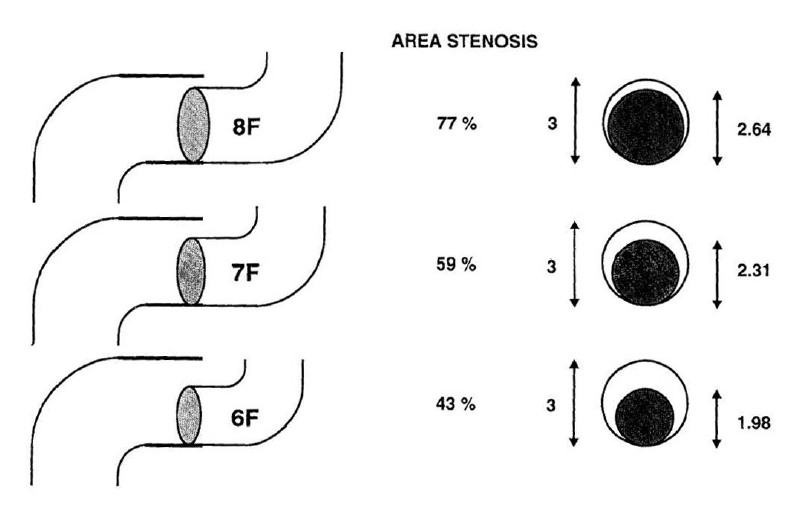 AREA STENOSIS
8F
77 %
3
2.64
7F
59 %
3
2.31
6F
43 %
3
1.98